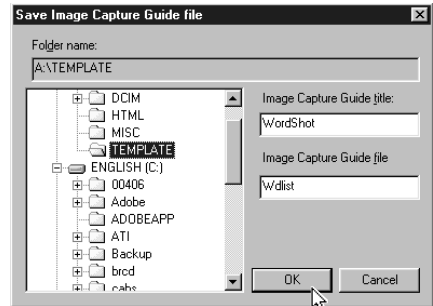 Save Image Capture Guide file
Folder name:
A:\TEMPLATE
DCIM
HTML
MISC
TEMPLATE
ENGLISH (C:)
00406
Adobe
ADOBEAPP
ATI
Backup
brcd
cabs
Image Capture Guide title:
WordShot
Image Capture Guide file
Wdlist
OK
Cancel